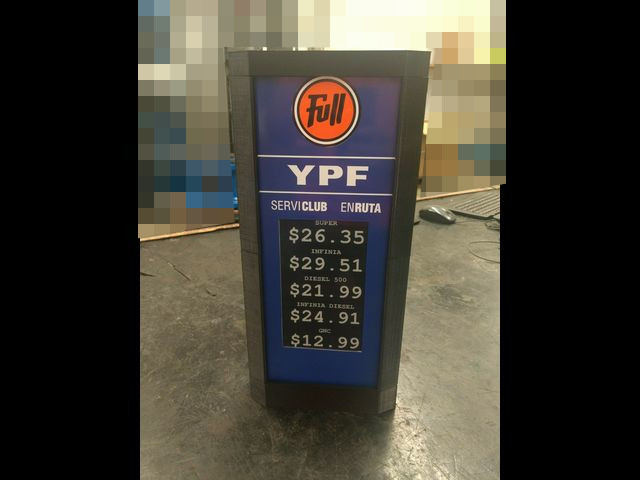 Full
YPF
SERVICLUB ENRUTA
SUPER
$26.35
INFINIA
$29.51
DIESEL 500
$21.99
INFINIA DIESEL
$24.91
GNC
$12.99